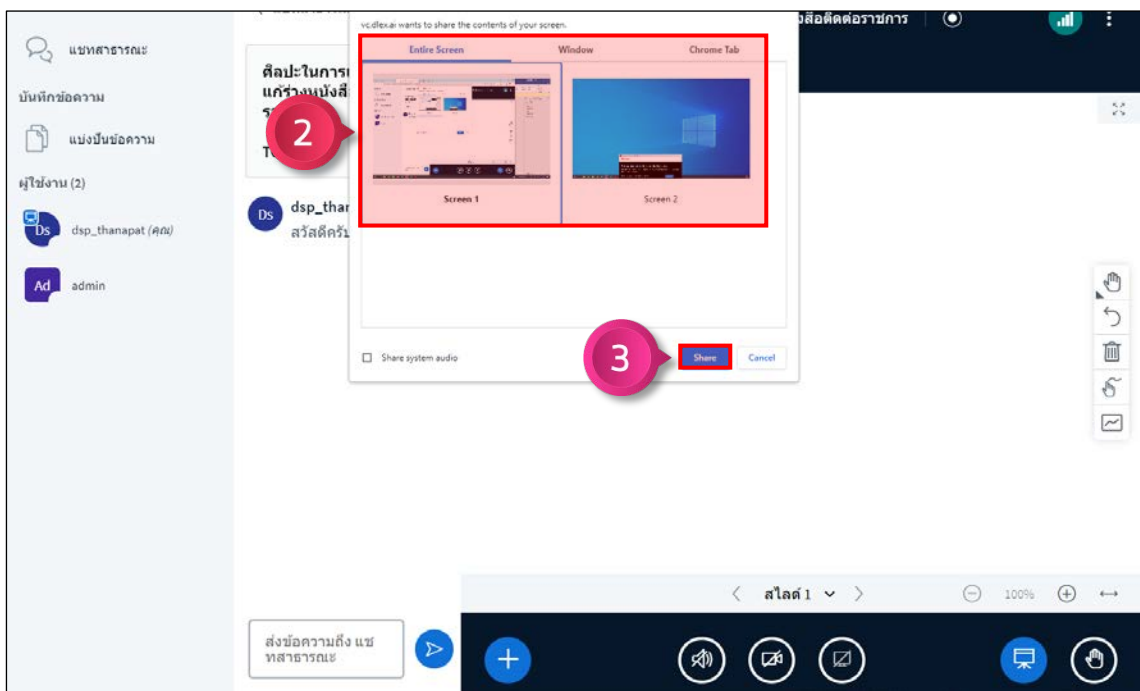 แชทสาธารณะ
บันทึกข้อความ
แบ่งปันข้อความ
ผู้ใช้งาน (2)
Ds dsp_thanapat (คุณ)
Ad admin
ศิลปะในการ
แก้ร่างหนังสื
2
Ds dsp_thar
สวัสดีครับ
vc.dlex.ai wants to share the contents of your screen.
Entire Screen Window Chrome Tab
Screen 1 Screen 2
Share system audio
3
Share Cancel
งสือติดต่อราชการ
ส่งข้อความถึง แช
ทสาธารณะ
สไลด์ 1
100%